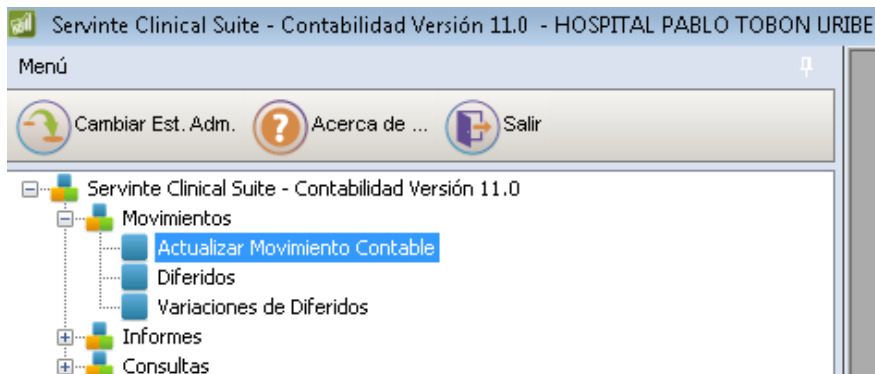 Servinte Clinical Suite - Contabilidad Versión 11.0 - HOSPITAL PABLO TOBON URIBE
Menú
Cambiar Est. Adm. Acerca de ... Salir
Servinte Clinical Suite - Contabilidad Versión 11.0
Movimientos
Actualizar Movimiento Contable
Diferidos
Variaciones de Diferidos
Informes
Consultas